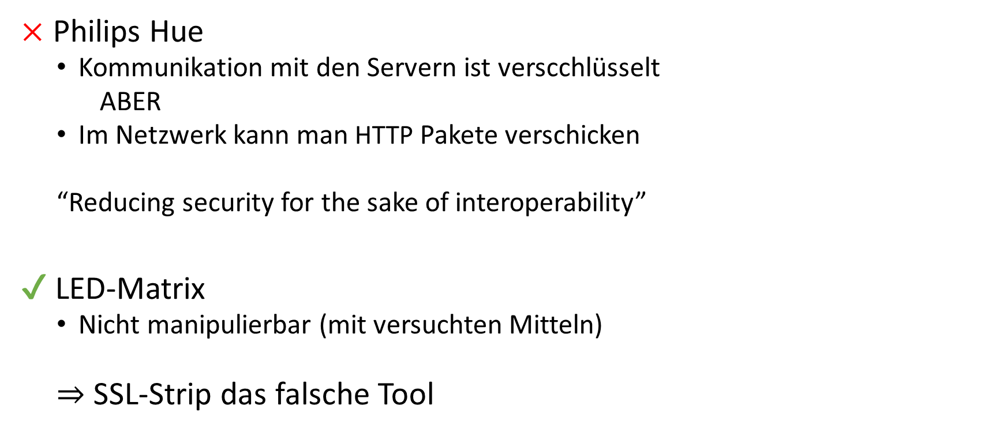 × Philips Hue
• Kommunikation mit den Servern ist verscchlüsselt
ABER
• Im Netzwerk kann man HTTP Pakete verschicken
“Reducing security for the sake of interoperability”
✓ LED-Matrix
• Nicht manipulierbar (mit versuchten Mitteln)
⇒ SSL-Strip das falsche Tool